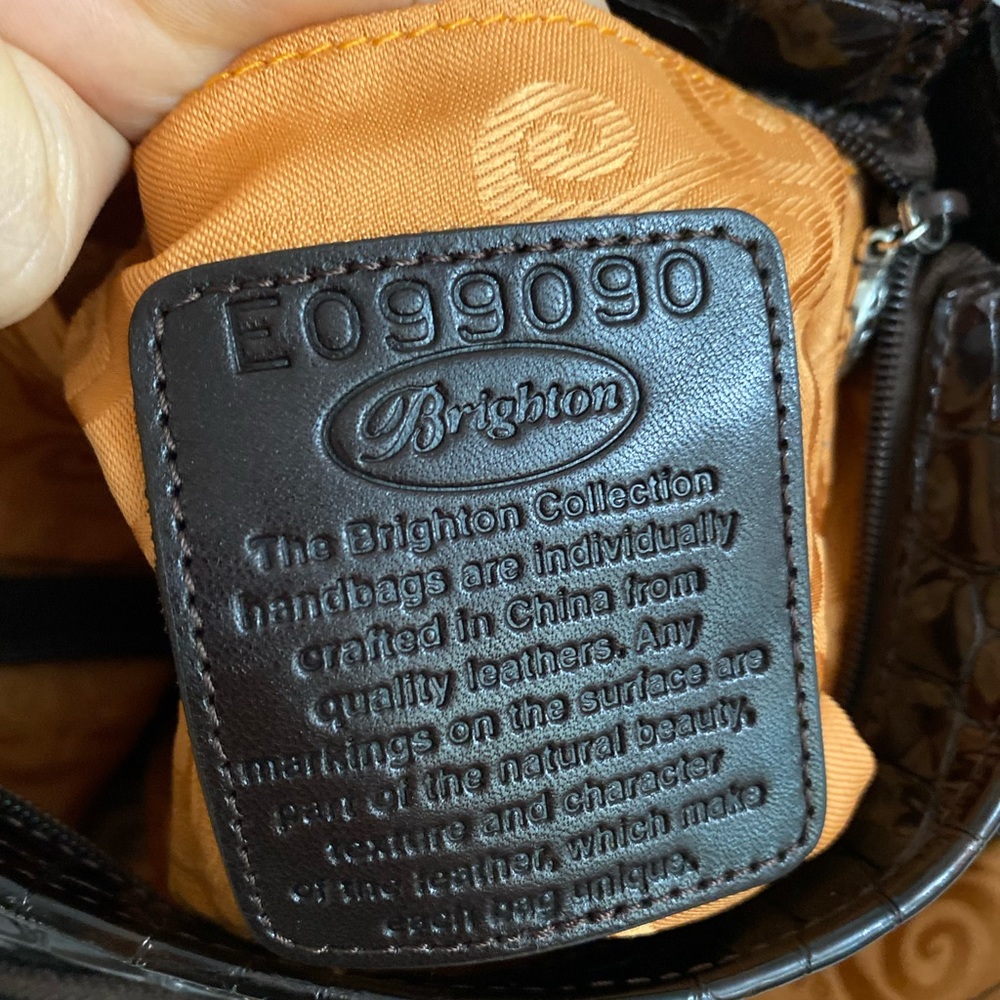 E099090
Brighton
The Brighton Collection
handbags are individually
crafted in China from
quality leathers. Any
markings on the surface are
part of the natural beauty,
texture and character
of the leather, which make
each bag unique.